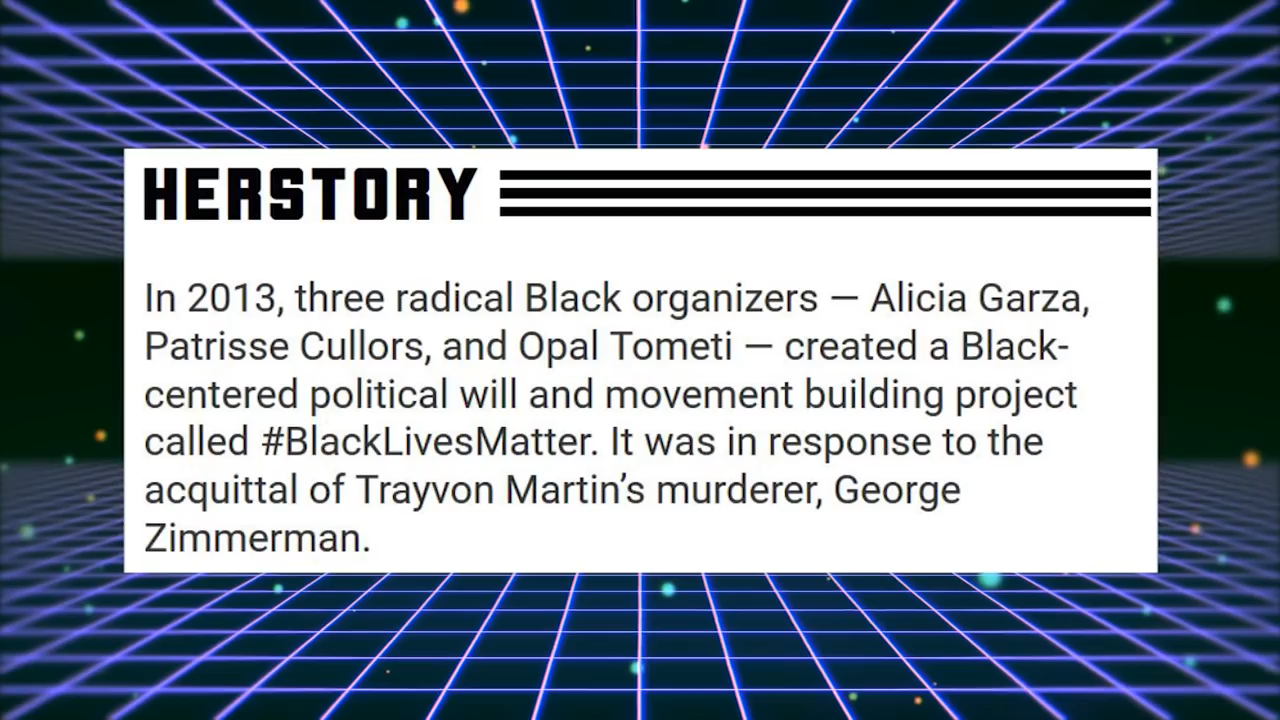 HERSTORY
In 2013, three radical Black organizers — Alicia Garza,
Patrisse Cullors, and Opal Tometi — created a Black-
centered political will and movement building project
called #BlackLivesMatter. It was in response to the
acquittal of Trayvon Martin’s murderer, George
Zimmerman.